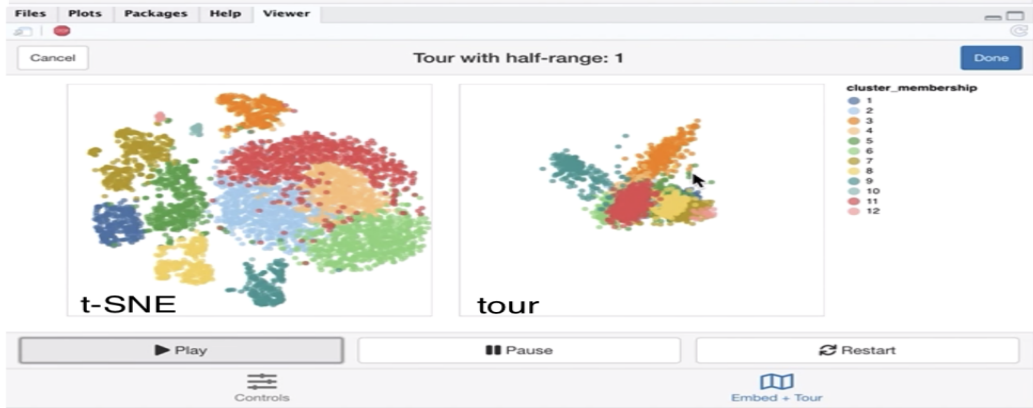 Files Plots Packages Help Viewer
Cancel Tour with half-range: 1 Done
cluster_membership
1
2
3
4
5
6
7
8
9
10
11
12
t-SNE
tour
Play Pause Restart
Controls Embed + Tour